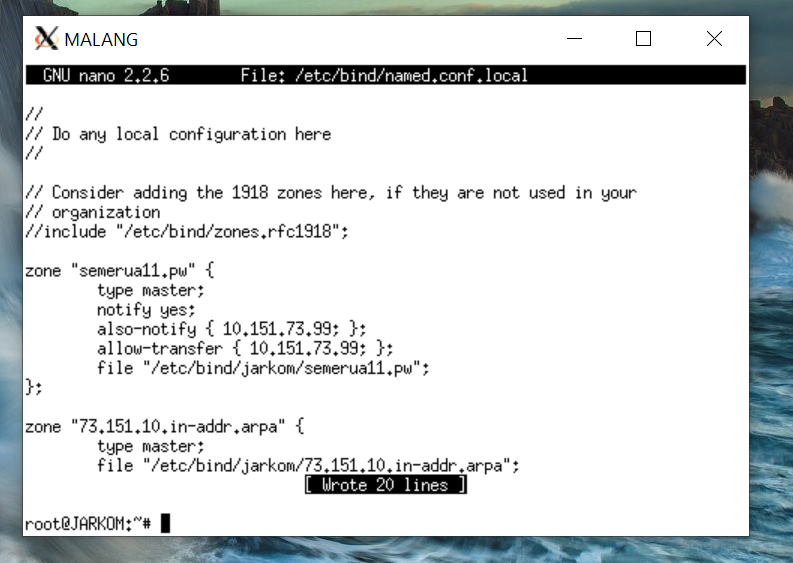 MALANG
GNU nano 2.2.6 File: /etc/bind/named.conf.local
//
// Do any local configuration here
//
// Consider adding the 1918 zones here, if they are not used in your
// organization
//include "/etc/bind/zones.rfc1918";
zone "semerua11.pw" {
type master;
notify yes;
also-notify { 10.151.73.99; };
allow-transfer { 10.151.73.99; };
file "/etc/bind/jarkom/semerua11.pw";
};
zone "73.151.10.in-addr.arpa" {
type master;
file "/etc/bind/jarkom/73.151.10.in-addr.arpa";
[ Wrote 20 lines ]
root@JARKOM:~#